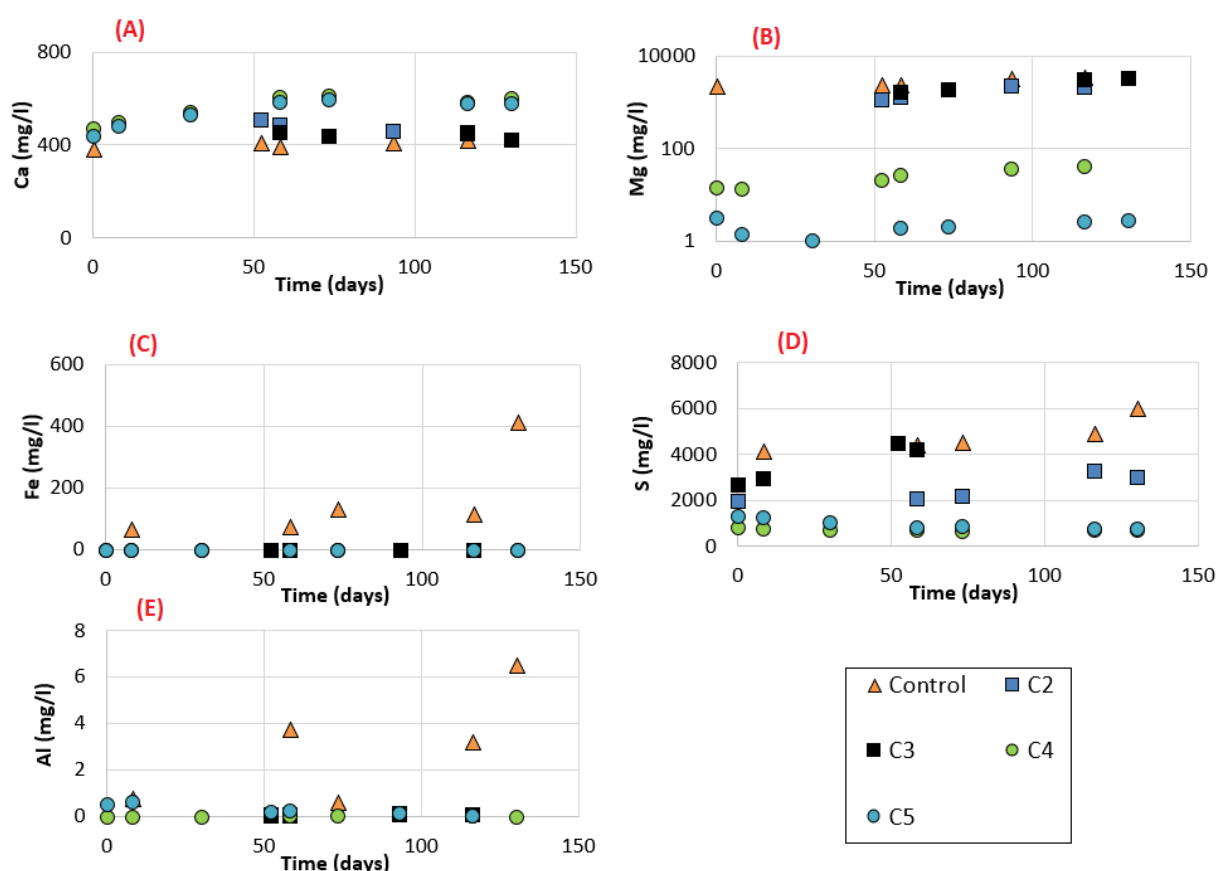 (A)
800
400
0
Ca (mg/l)
0 50 100 150
Time (days)
(B)
10000
100
1
Mg (mg/l)
0 50 100 150
Time (days)
(C)
600
400
200
0
Fe (mg/l)
0 50 100 150
Time (days)
(D)
8000
6000
4000
2000
0
S (mg/l)
0 50 100 150
Time (days)
(E)
8
6
4
2
0
Al (mg/l)
0 50 100 150
Time (days)
Control C2
C3 C4
C5